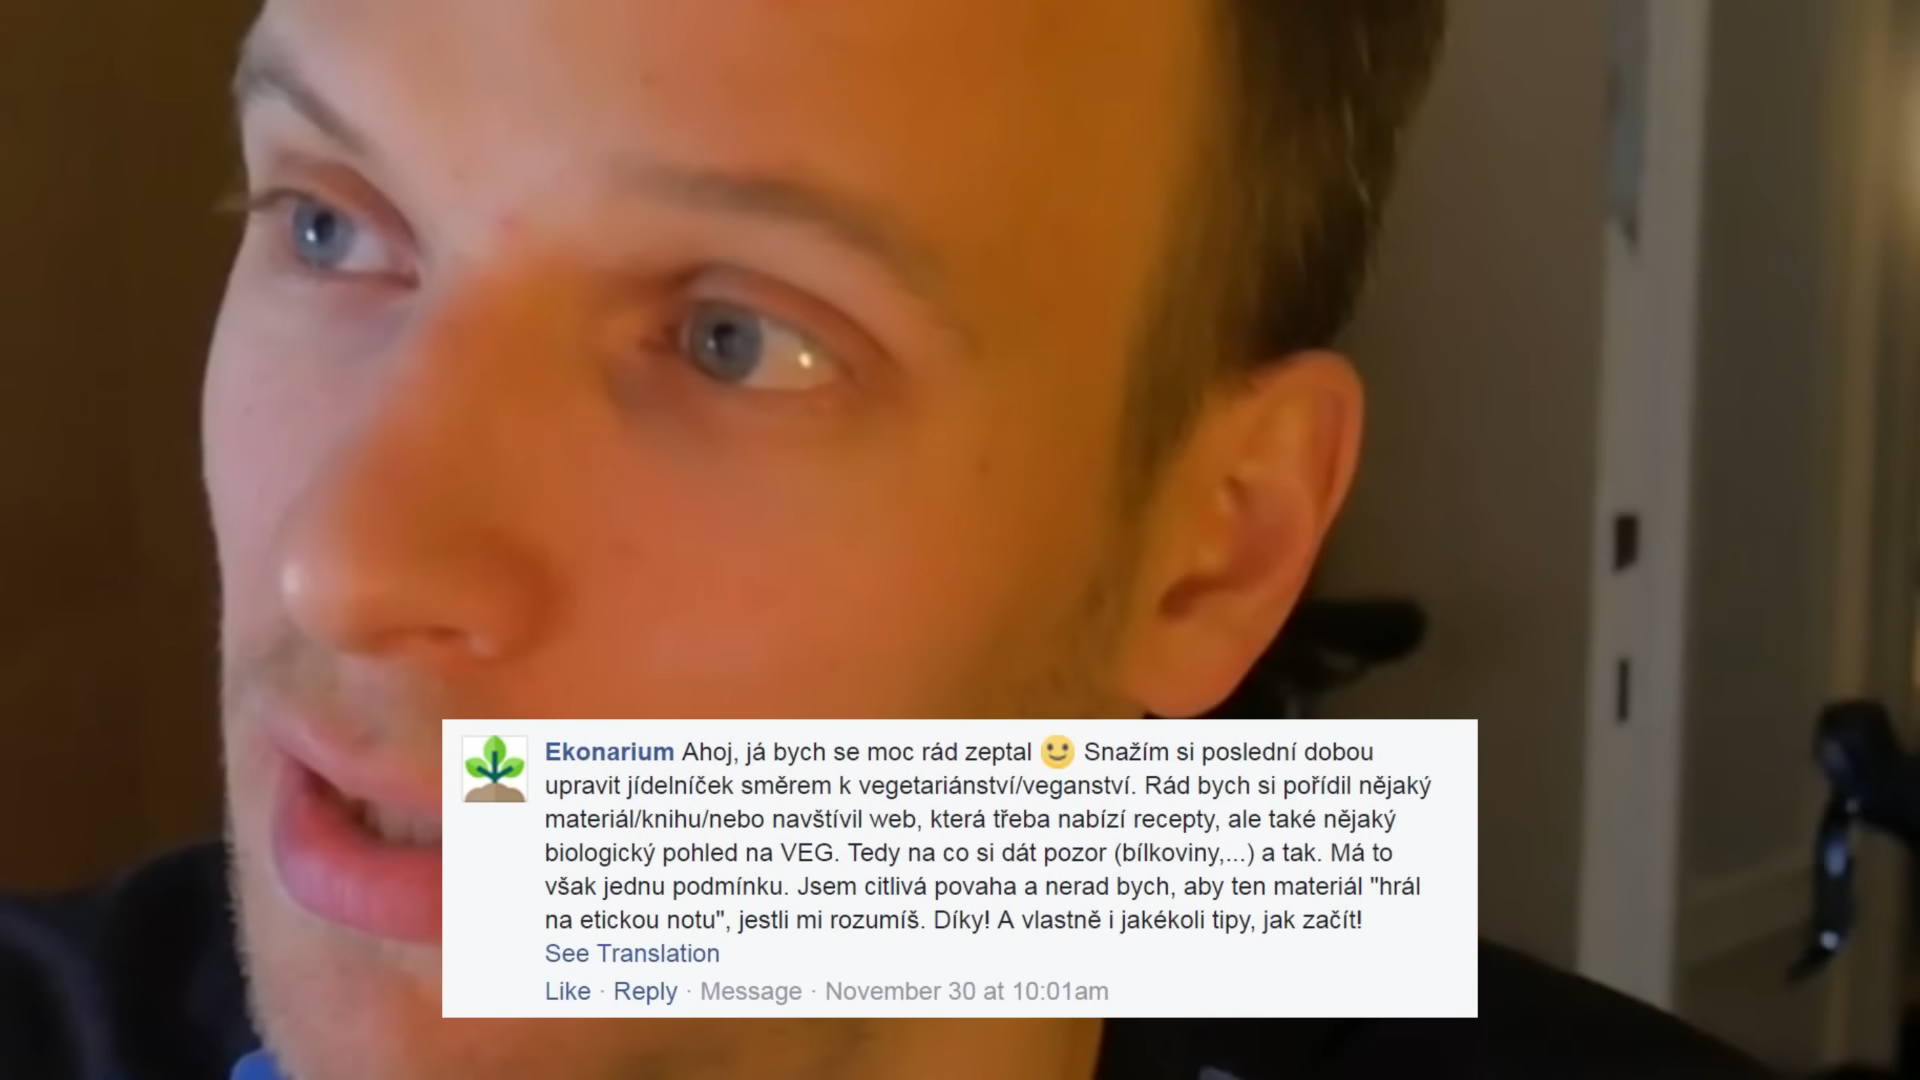 Ekonarium Ahoj, já bych se moc rád zeptal 🙂 Snažím si poslední dobou
upravit jídelníček směrem k vegetariánství/veganství. Rád bych si pořídil nějaký
materiál/knihu/nebo navštívil web, která třeba nabízí recepty, ale také nějaký
biologický pohled na VEG. Tedy na co si dát pozor (bílkoviny,...) a tak. Má to
však jednu podmínku. Jsem citlivá povaha a nerad bych, aby ten materiál "hrál
na etickou notu", jestli mi rozumíš. Díky! A vlastně i jakékoli tipy, jak začít!
See Translation
Like · Reply · Message · November 30 at 10:01am